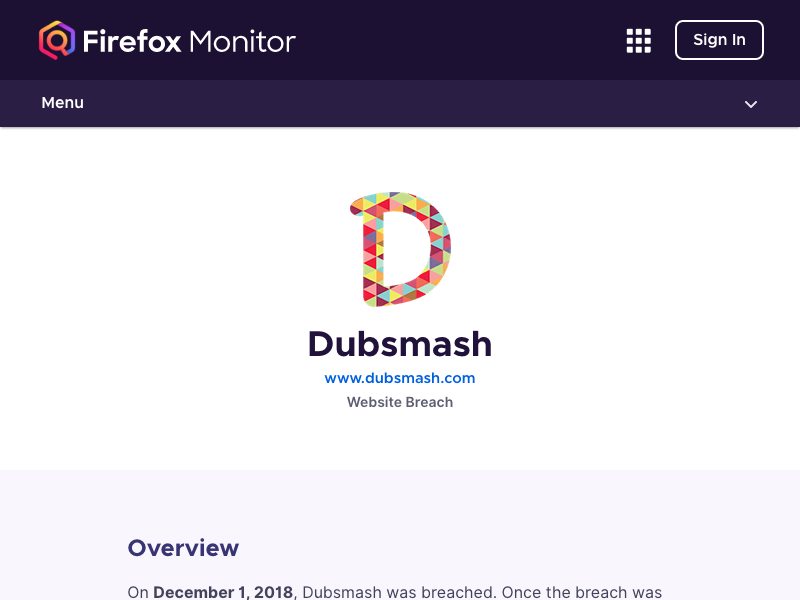 Firefox Monitor
Sign In
Menu
Dubsmash
www.dubsmash.com
Website Breach
Overview
On December 1, 2018, Dubsmash was breached. Once the breach was